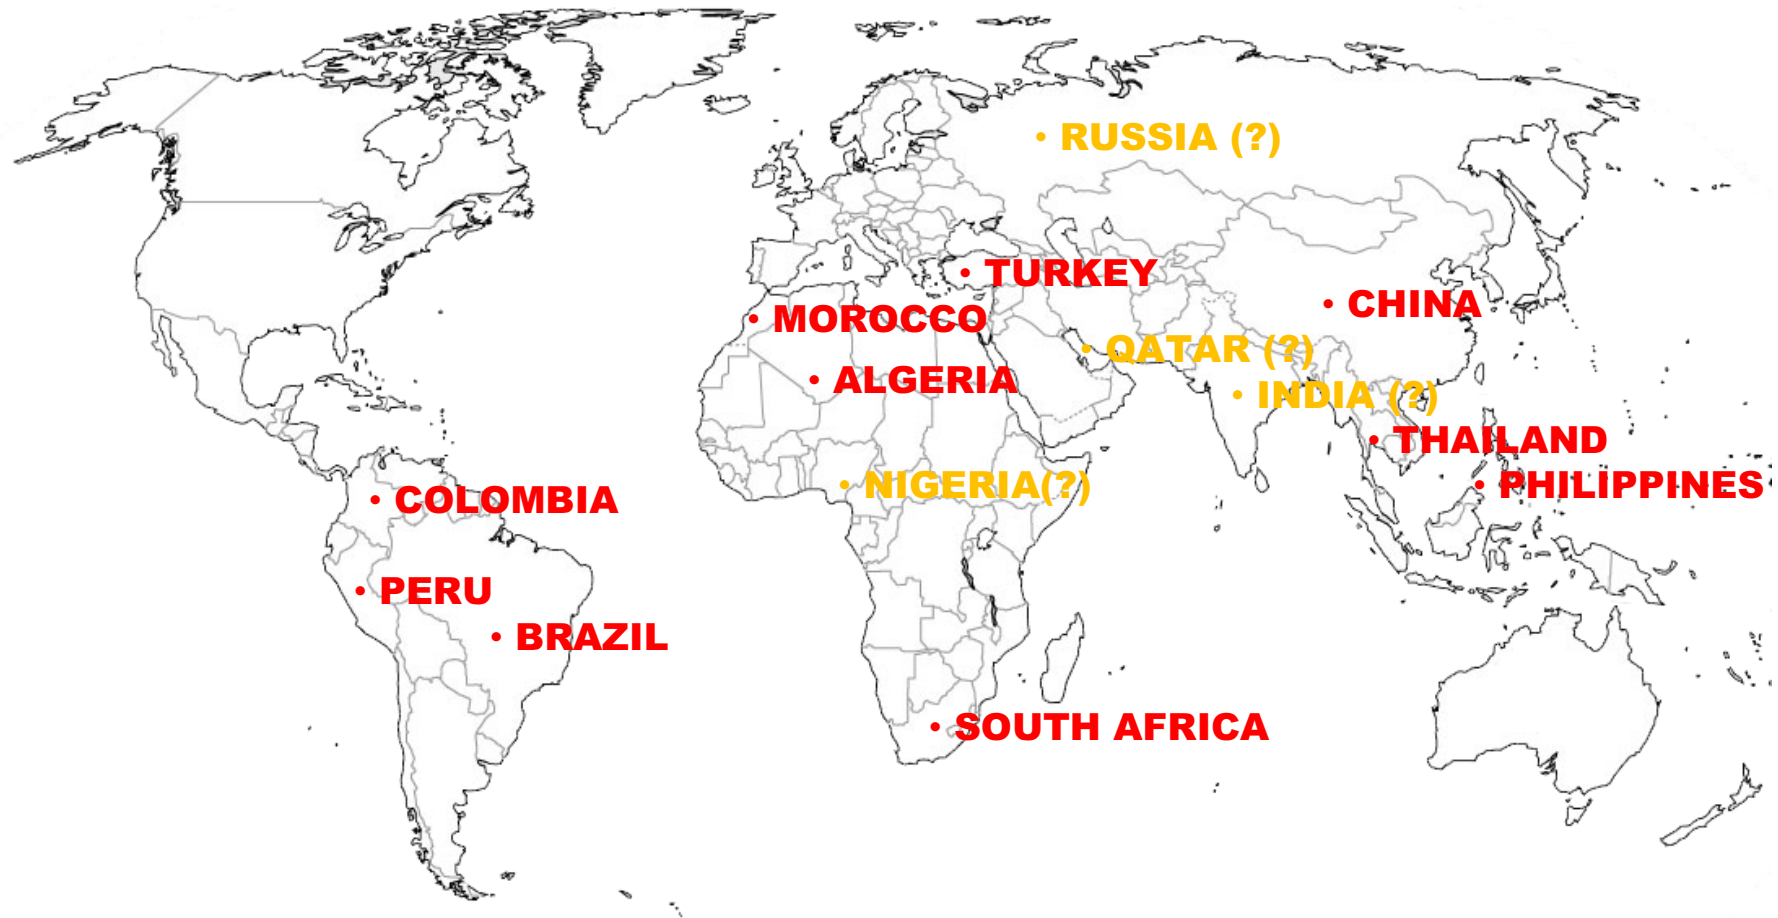 • RUSSIA (?)
• TURKEY
• CHINA
• MOROCCO
• QATAR (?)
• ALGERIA
• INDIA (?)
• THAILAND
• NIGERIA(?)
• PHILIPPINES
• COLOMBIA
• PERU
• BRAZIL
• SOUTH AFRICA